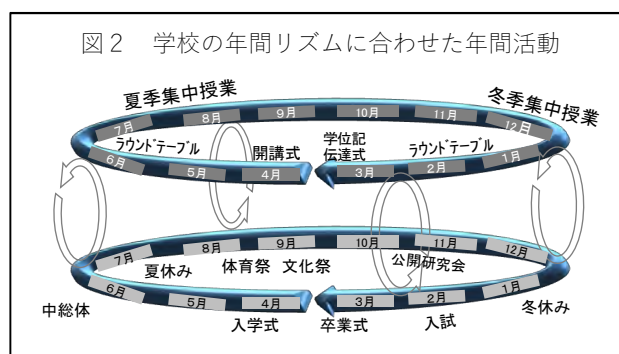 図２　学校の年間リズムに合わせた年間活動
夏季集中授業
冬季集中授業
7月
8月
9月
10月
11月
12月
ﾗｳﾝﾄﾞﾃｰﾌﾞﾙ
開講式
学位記
伝達式
ﾗｳﾝﾄﾞﾃｰﾌﾞﾙ
6月
5月
4月
3月
2月
1月
7月
8月
9月
10月
11月
12月
夏休み
体育祭
文化祭
公開研究会
6月
5月
4月
3月
2月
1月
中総体
入学式
卒業式
入試
冬休み